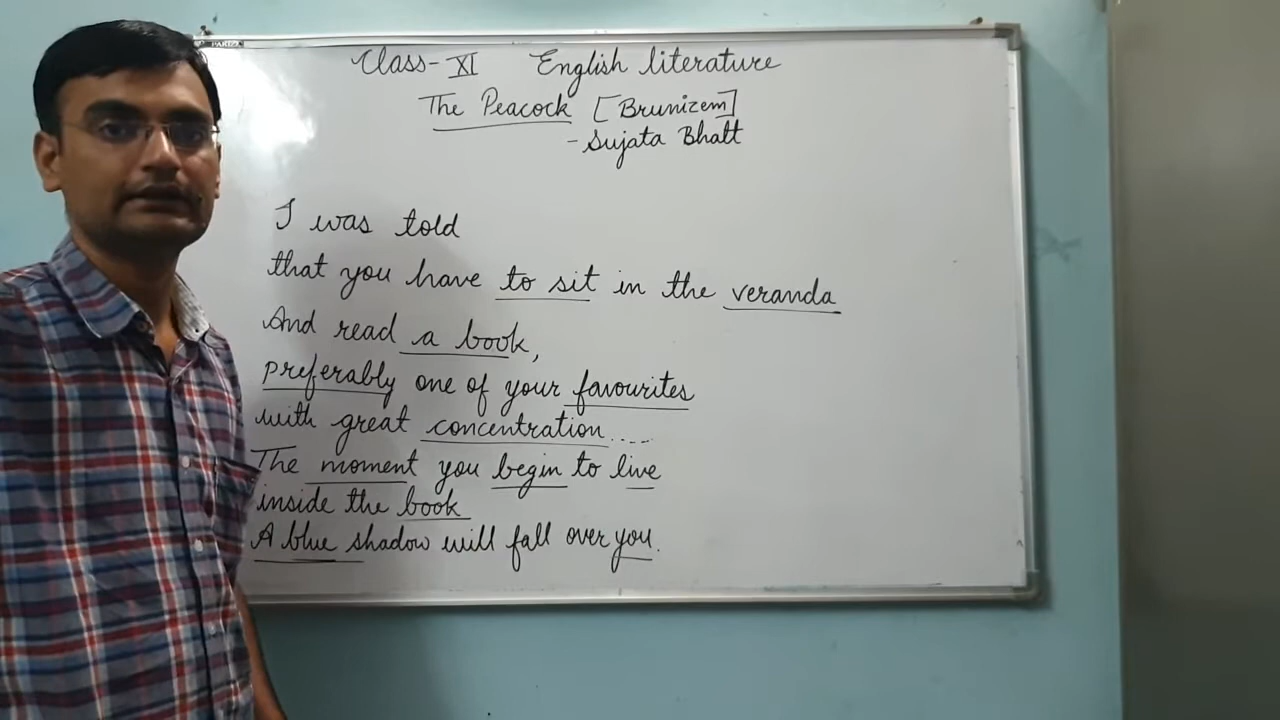 Class-XI English literature
The Peacock [Brunizem]
- Sujata Bhatt
I was told
that you have to sit in the veranda
And read a book,
preferably one of your favourites
with great concentration.....
The moment you begin to live
inside the book
A blue shadow will fall over you.